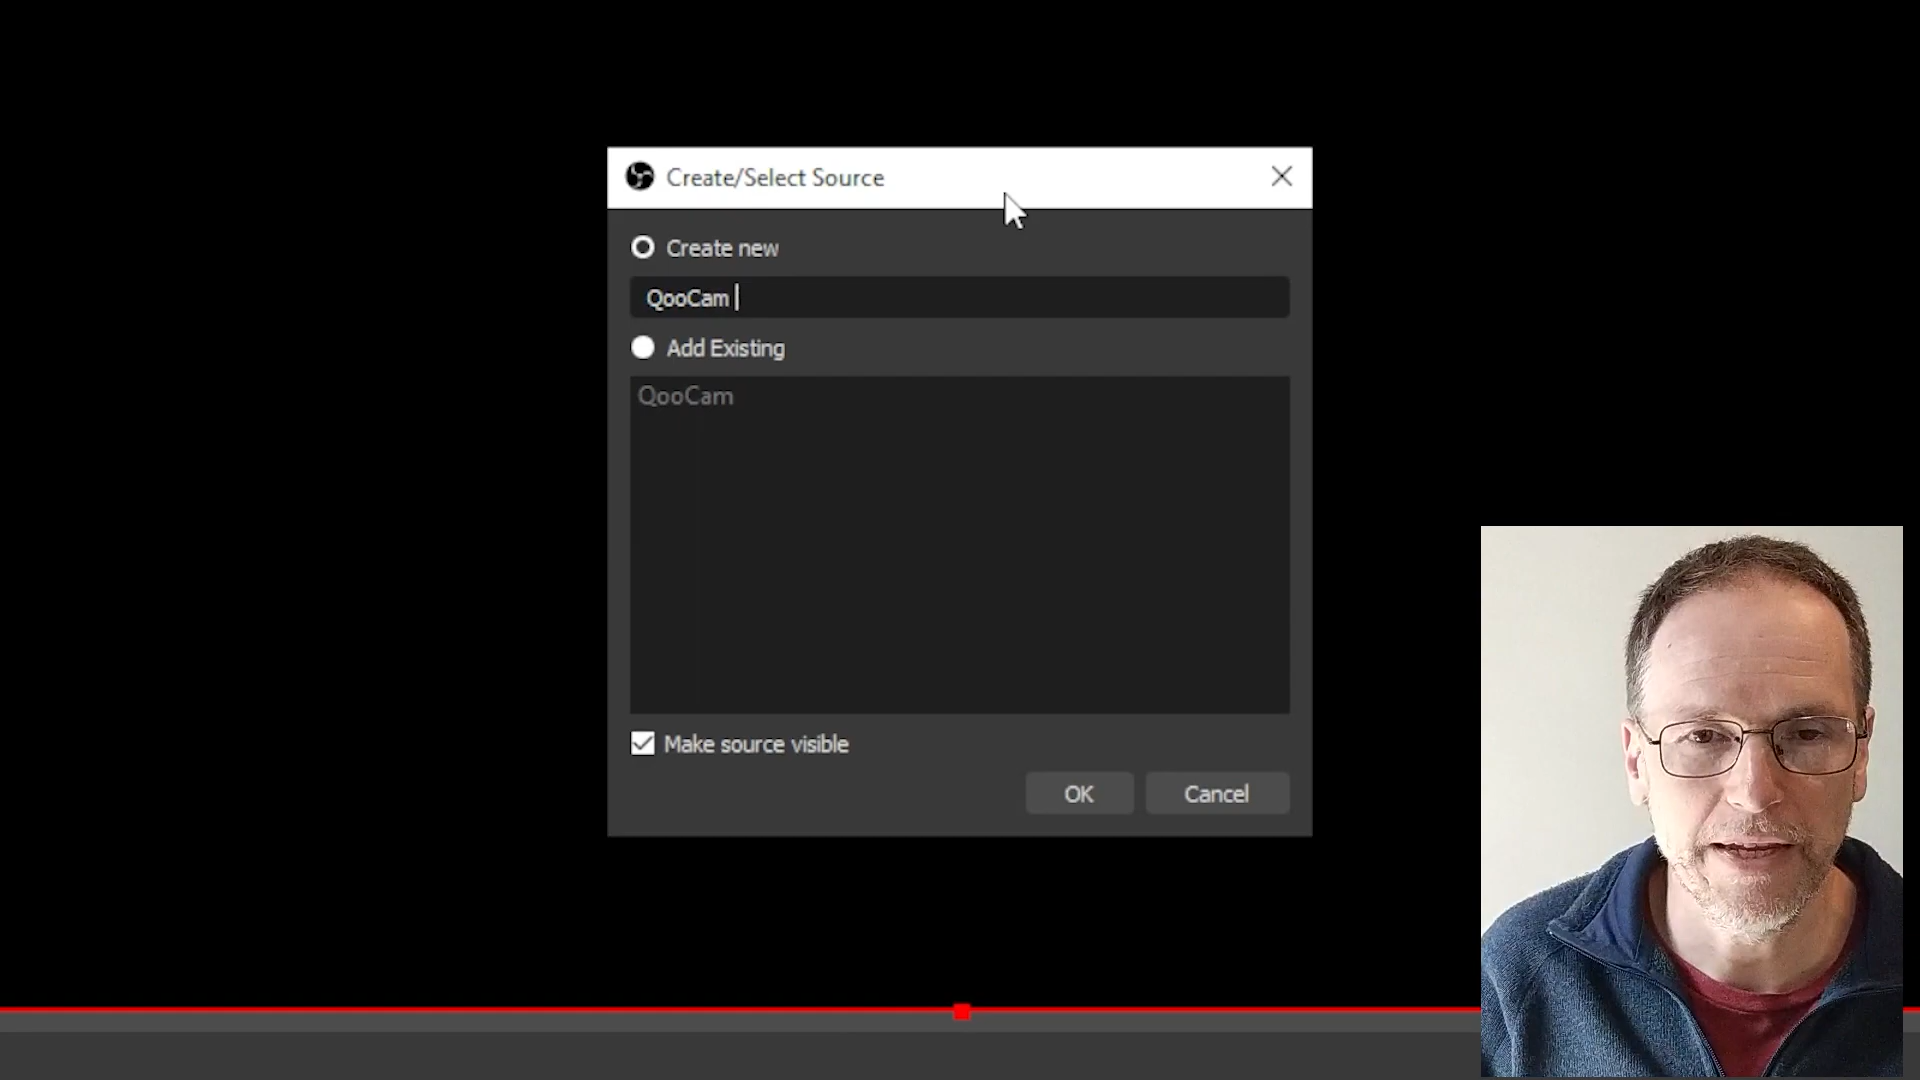 Create/Select Source
Create new
QooCam
Add Existing
QooCam
Make source visible
OK
Cancel